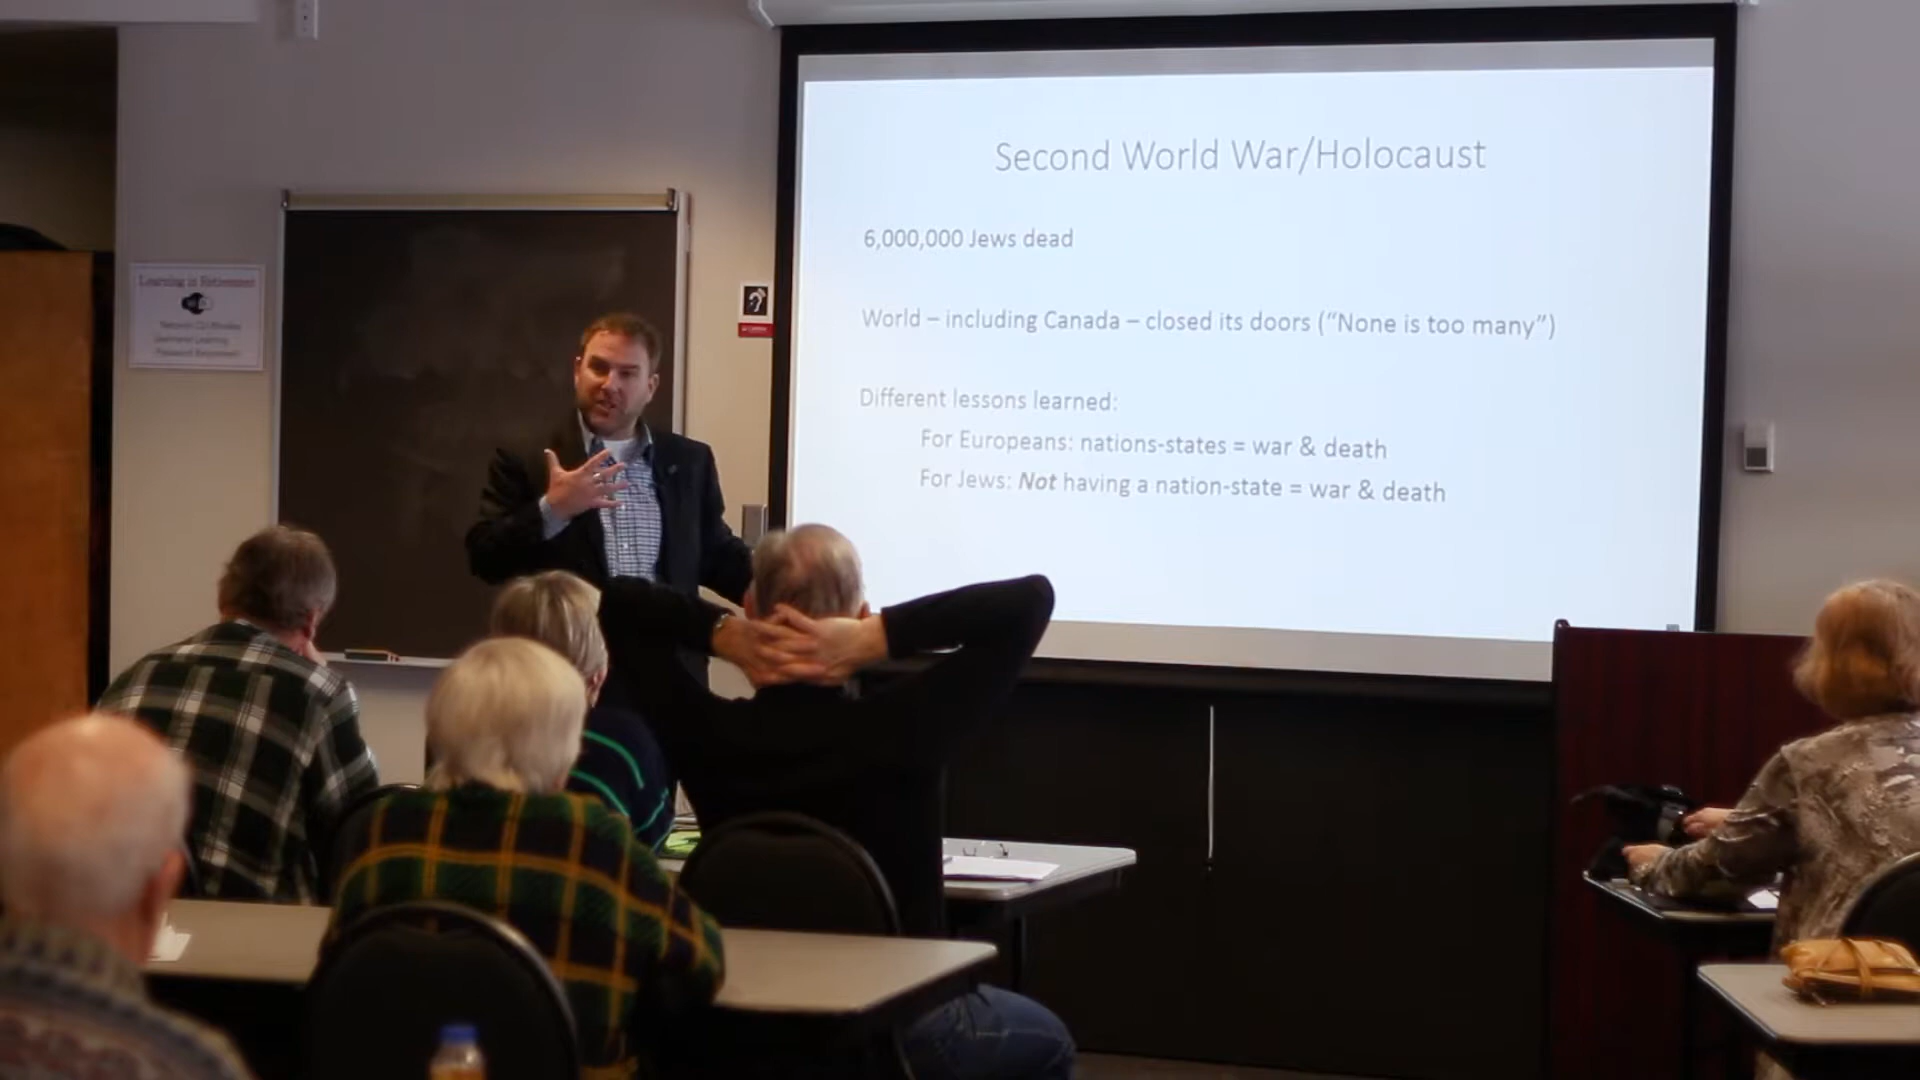 Second World War/Holocaust
6,000,000 Jews dead
World – including Canada – closed its doors (“None is too many”)
Different lessons learned:
For Europeans: nations-states = war & death
For Jews: Not having a nation-state = war & death
Learning in Retirement